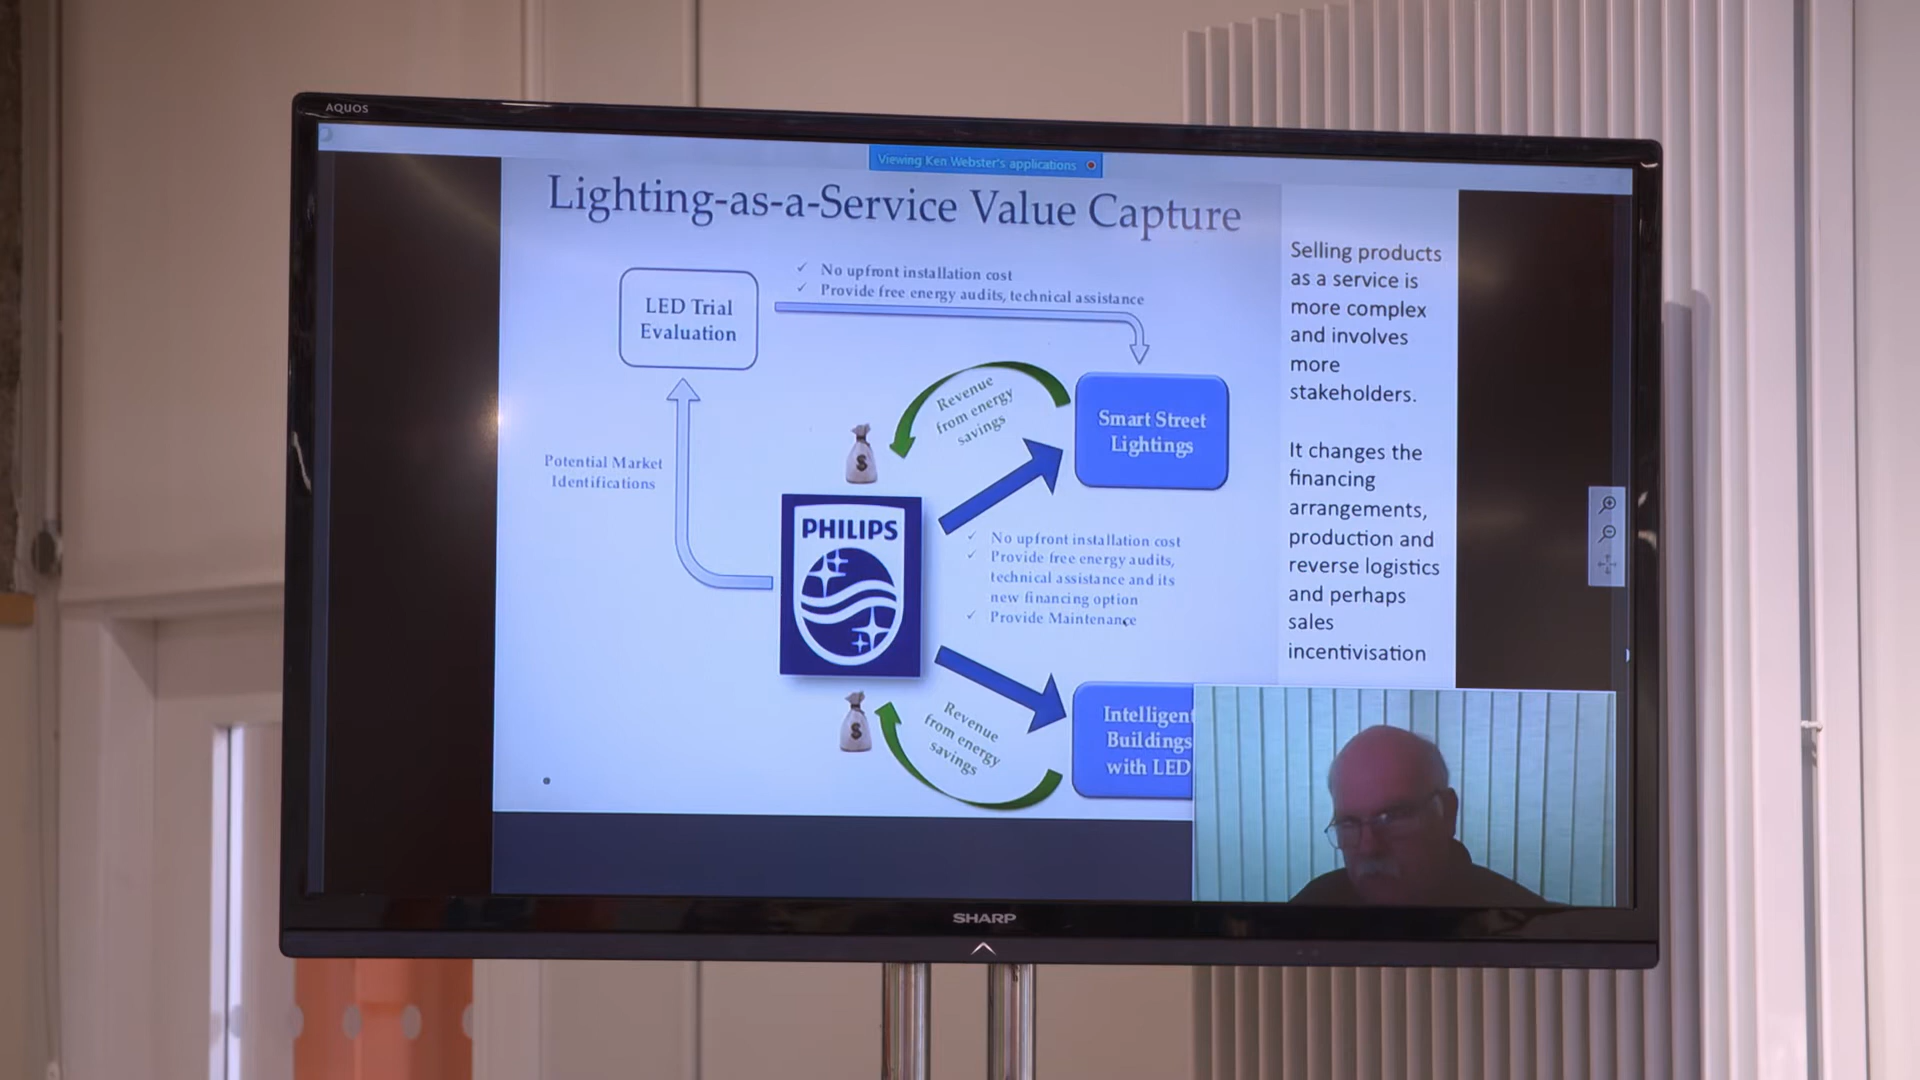 AQUOS
Viewing Ken Webster's applications
Lighting-as-a-Service Value Capture
No upfront installation cost
Provide free energy audits, technical assistance
LED Trial
Evaluation
Potential Market
Identifications
Revenue
from energy
savings
Smart Street
Lightings
$
PHILIPS
No upfront installation cost
Provide free energy audits,
technical assistance and its
new financing option
Provide Maintenance
$
Revenue
from energy
savings
Intelligent
Buildings
with LED
Selling products
as a service is
more complex
and involves
more
stakeholders.
It changes the
financing
arrangements,
production and
reverse logistics
and perhaps
sales
incentivisation
SHARP